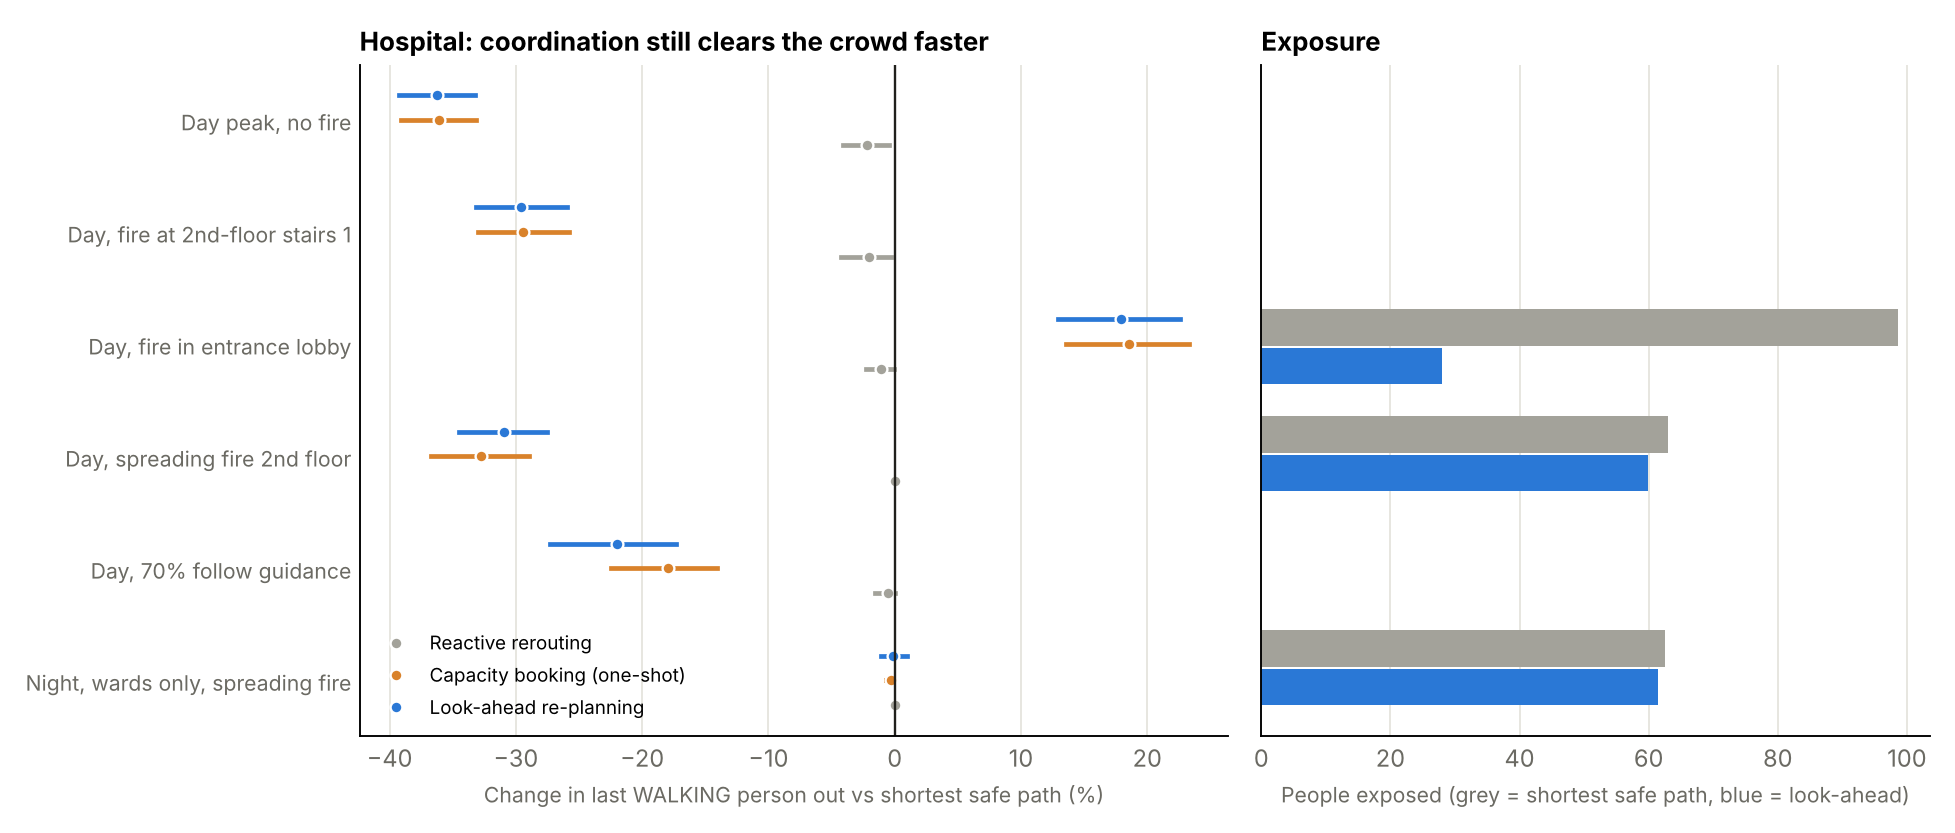 Hospital: coordination still clears the crowd faster
Day peak, no fire
Day, fire at 2nd-floor stairs 1
Day, fire in entrance lobby
Day, spreading fire 2nd floor
Day, 70% follow guidance
Night, wards only, spreading fire
Reactive rerouting
Capacity booking (one-shot)
Look-ahead re-planning
−40 −30 −20 −10 0 10 20
Change in last WALKING person out vs shortest safe path (%)
Exposure
0 20 40 60 80 100
People exposed (grey = shortest safe path, blue = look-ahead)